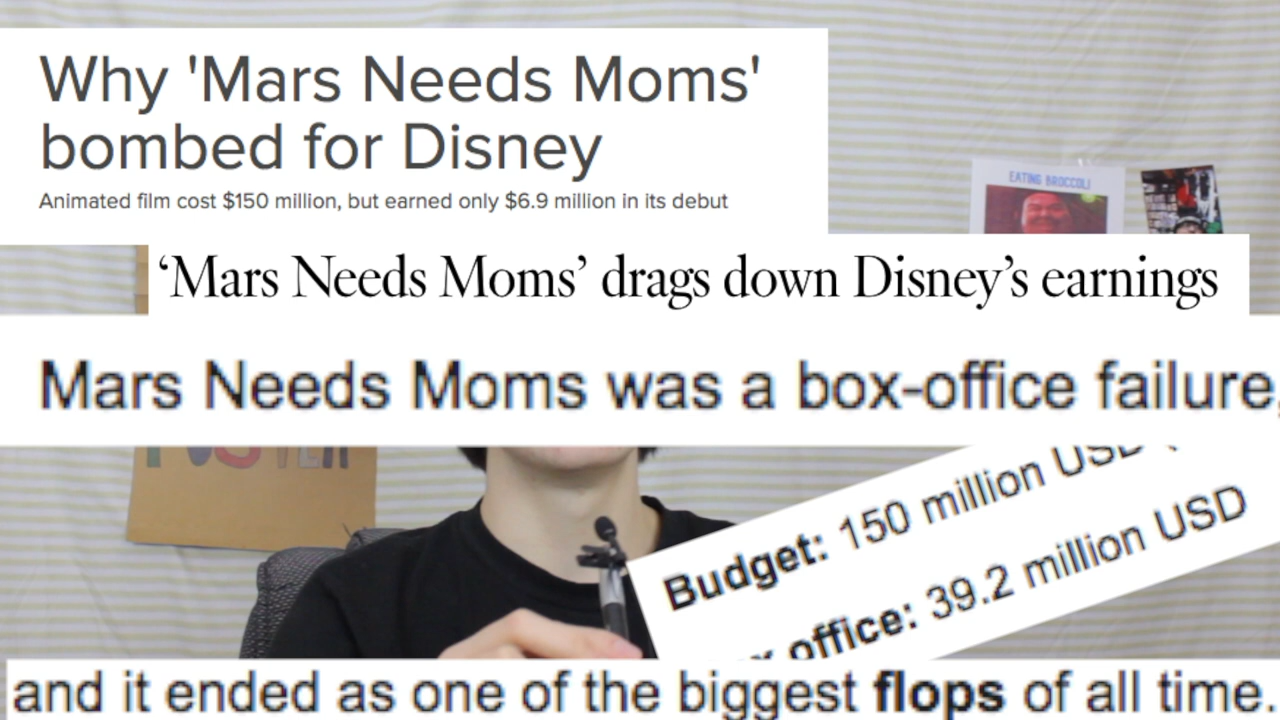 Why 'Mars Needs Moms'
bombed for Disney
Animated film cost $150 million, but earned only $6.9 million in its debut
EATING BROCCOLI
‘Mars Needs Moms’ drags down Disney’s earnings
Mars Needs Moms was a box-office failure,
Budget: 150 million USD
office: 39.2 million USD
and it ended as one of the biggest flops of all time.